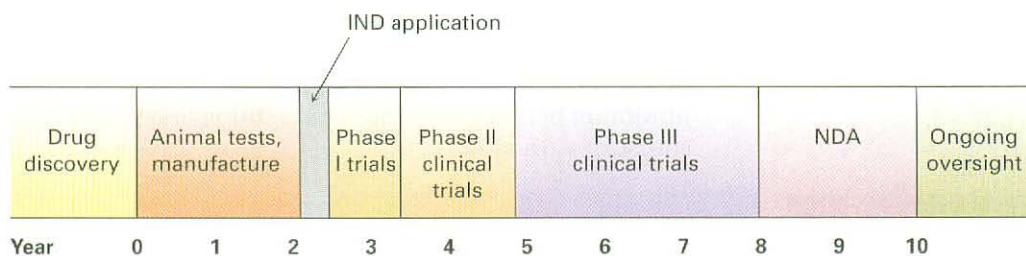 IND application
Drug
discovery
Animal tests,
manufacture
Phase
I trials
Phase II
clinical
trials
Phase III
clinical trials
NDA
Ongoing
oversight
Year 0 1 2 3 4 5 6 7 8 9 10